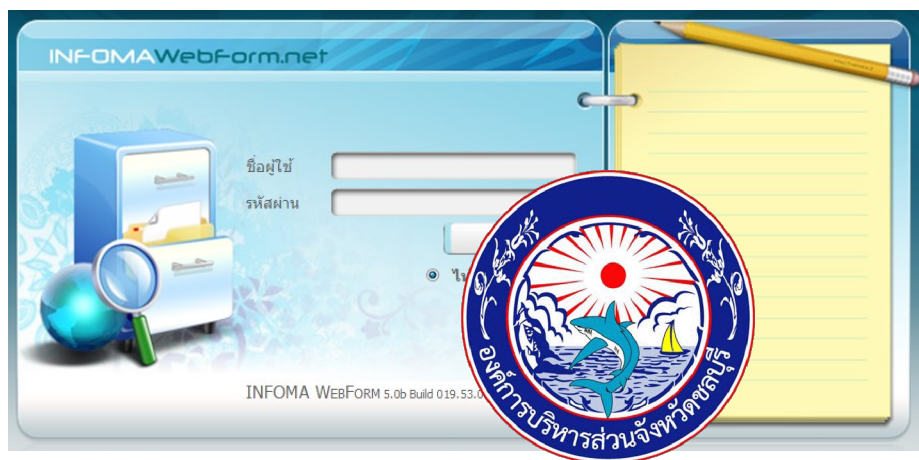 INFOMAWebForm.net
ชื่อผู้ใช้
รหัสผ่าน
INFOMA WEBFORM 5.0b Build 019.53.0
องค์การบริหารส่วนจังหวัดชลบุรี